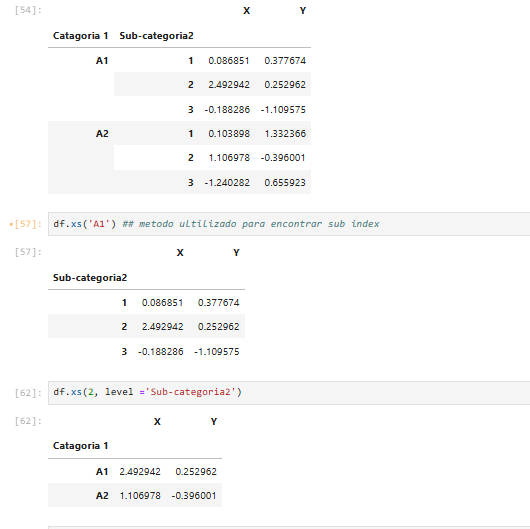 [54]:
X Y
Catagoria 1 Sub-categoria2
A1 1 0.086851 0.377674
2 2.492942 0.252962
3 -0.188286 -1.109575
A2 1 0.103898 1.332366
2 1.106978 -0.396001
3 -1.240282 0.655923
•[57]: df.xs('A1') ## metodo ultilizado para encontrar sub index
[57]:
X Y
Sub-categoria2
1 0.086851 0.377674
2 2.492942 0.252962
3 -0.188286 -1.109575
[62]: df.xs(2, level ='Sub-categoria2')
[62]:
X Y
Catagoria 1
A1 2.492942 0.252962
A2 1.106978 -0.396001